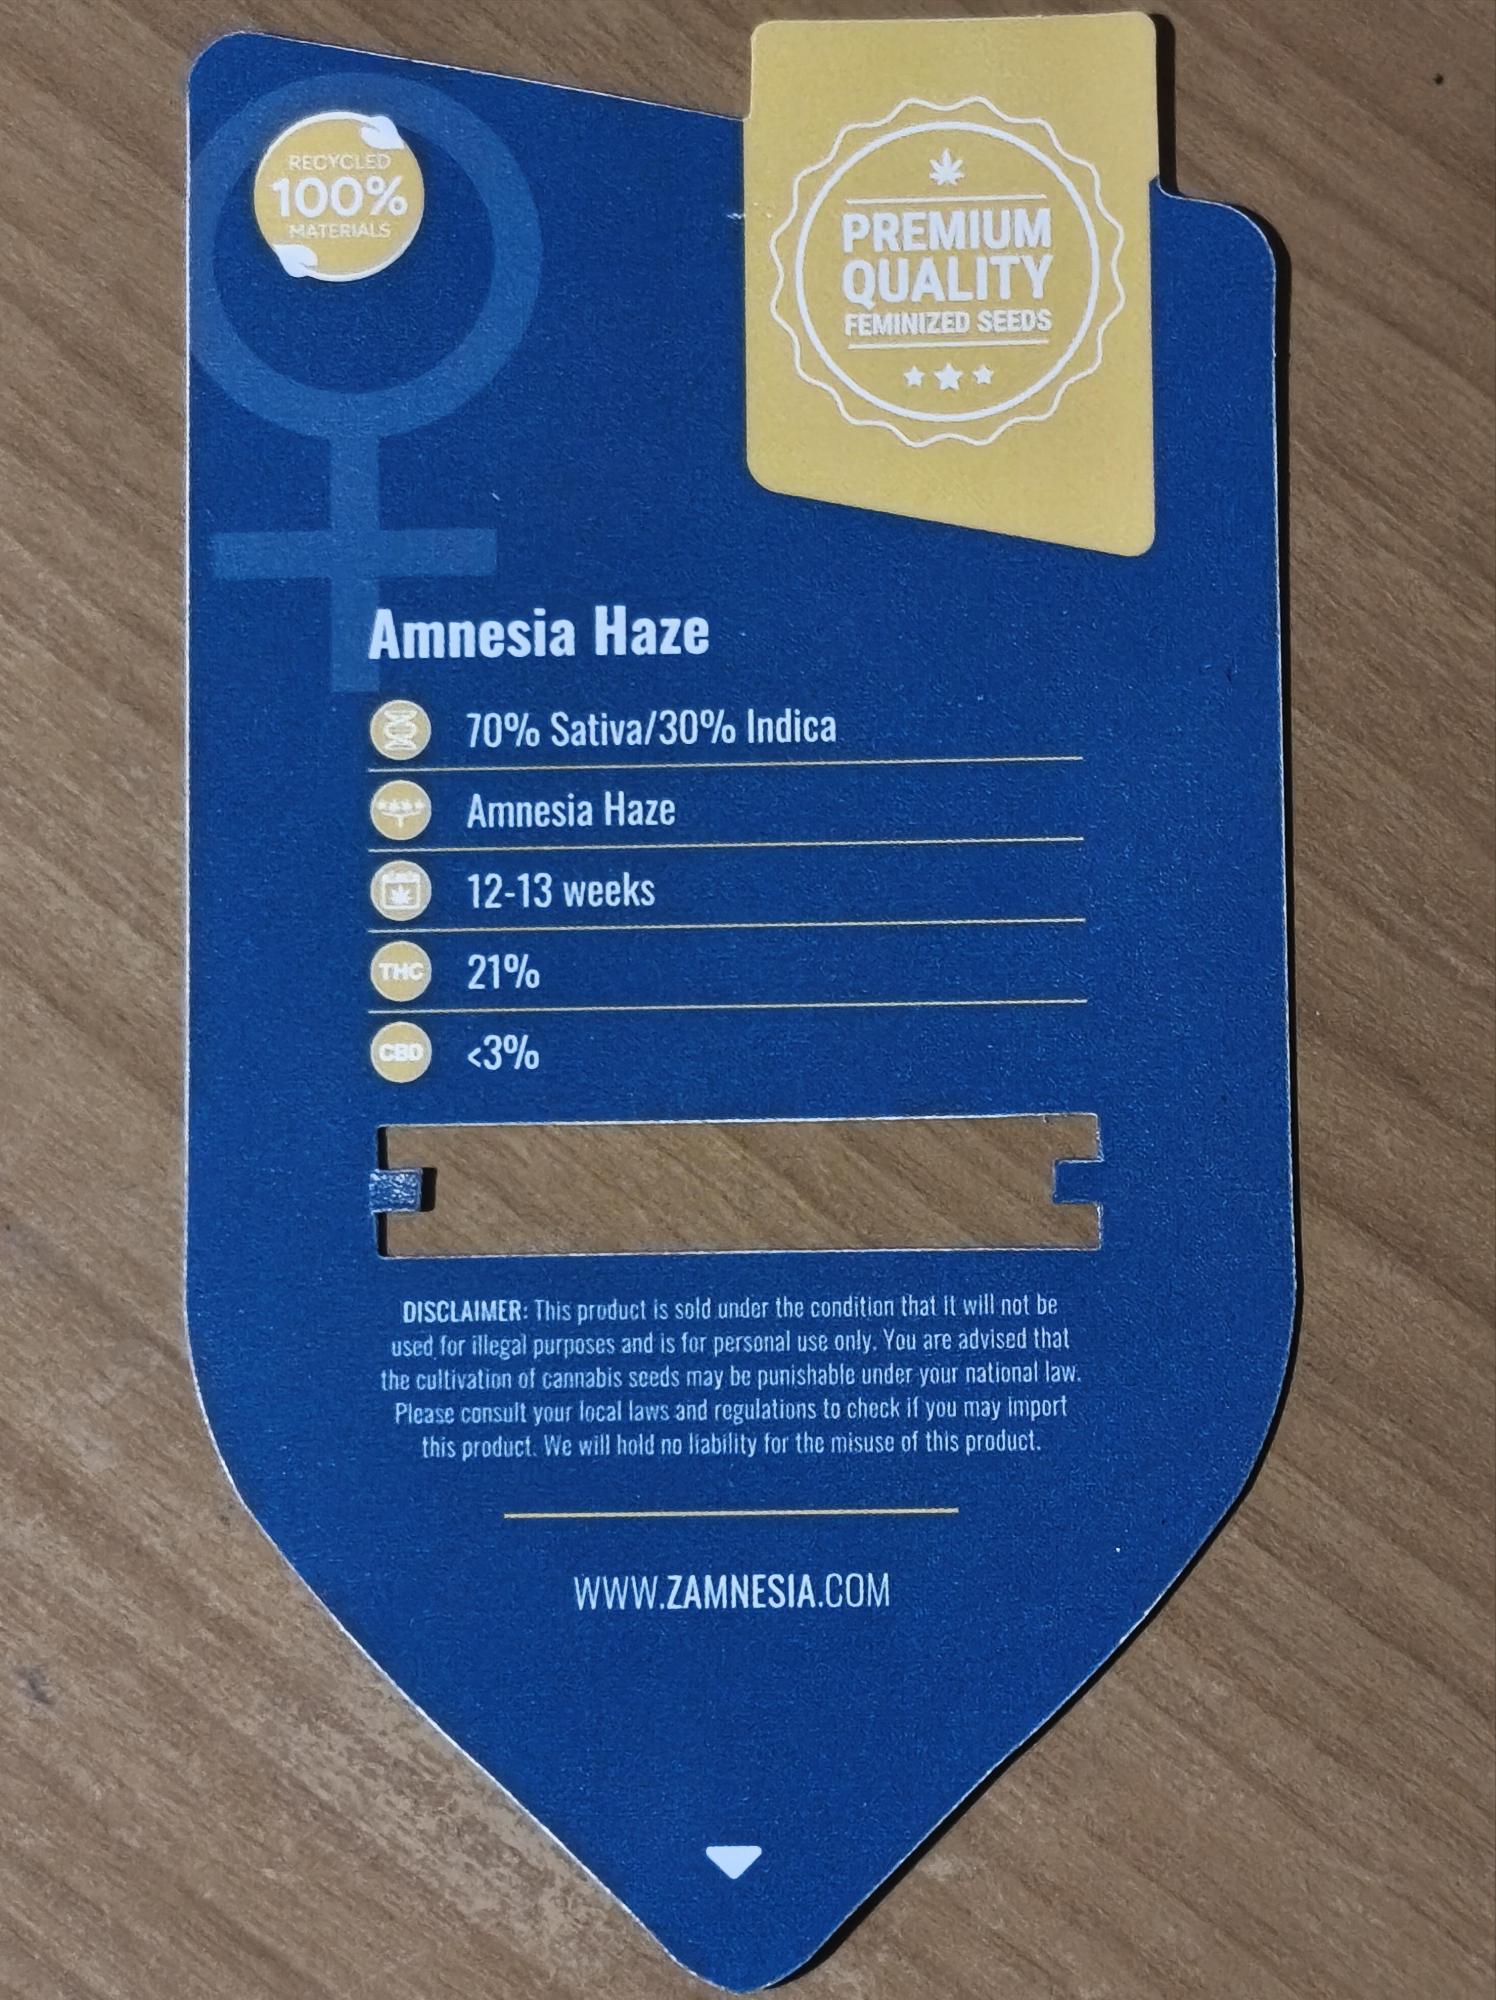 RECYCLED
100%
MATERIALS
PREMIUM
QUALITY
FEMINIZED SEEDS
Amnesia Haze
70% Sativa/30% Indica
Amnesia Haze
12-13 weeks
THC 21%
CBD <3%
DISCLAIMER: This product is sold under the condition that it will not be
used for illegal purposes and is for personal use only. You are advised that
the cultivation of cannabis seeds may be punishable under your national law.
Please consult your local laws and regulations to check if you may import
this product. We will hold no liability for the misuse of this product.
WWW.ZAMNESIA.COM